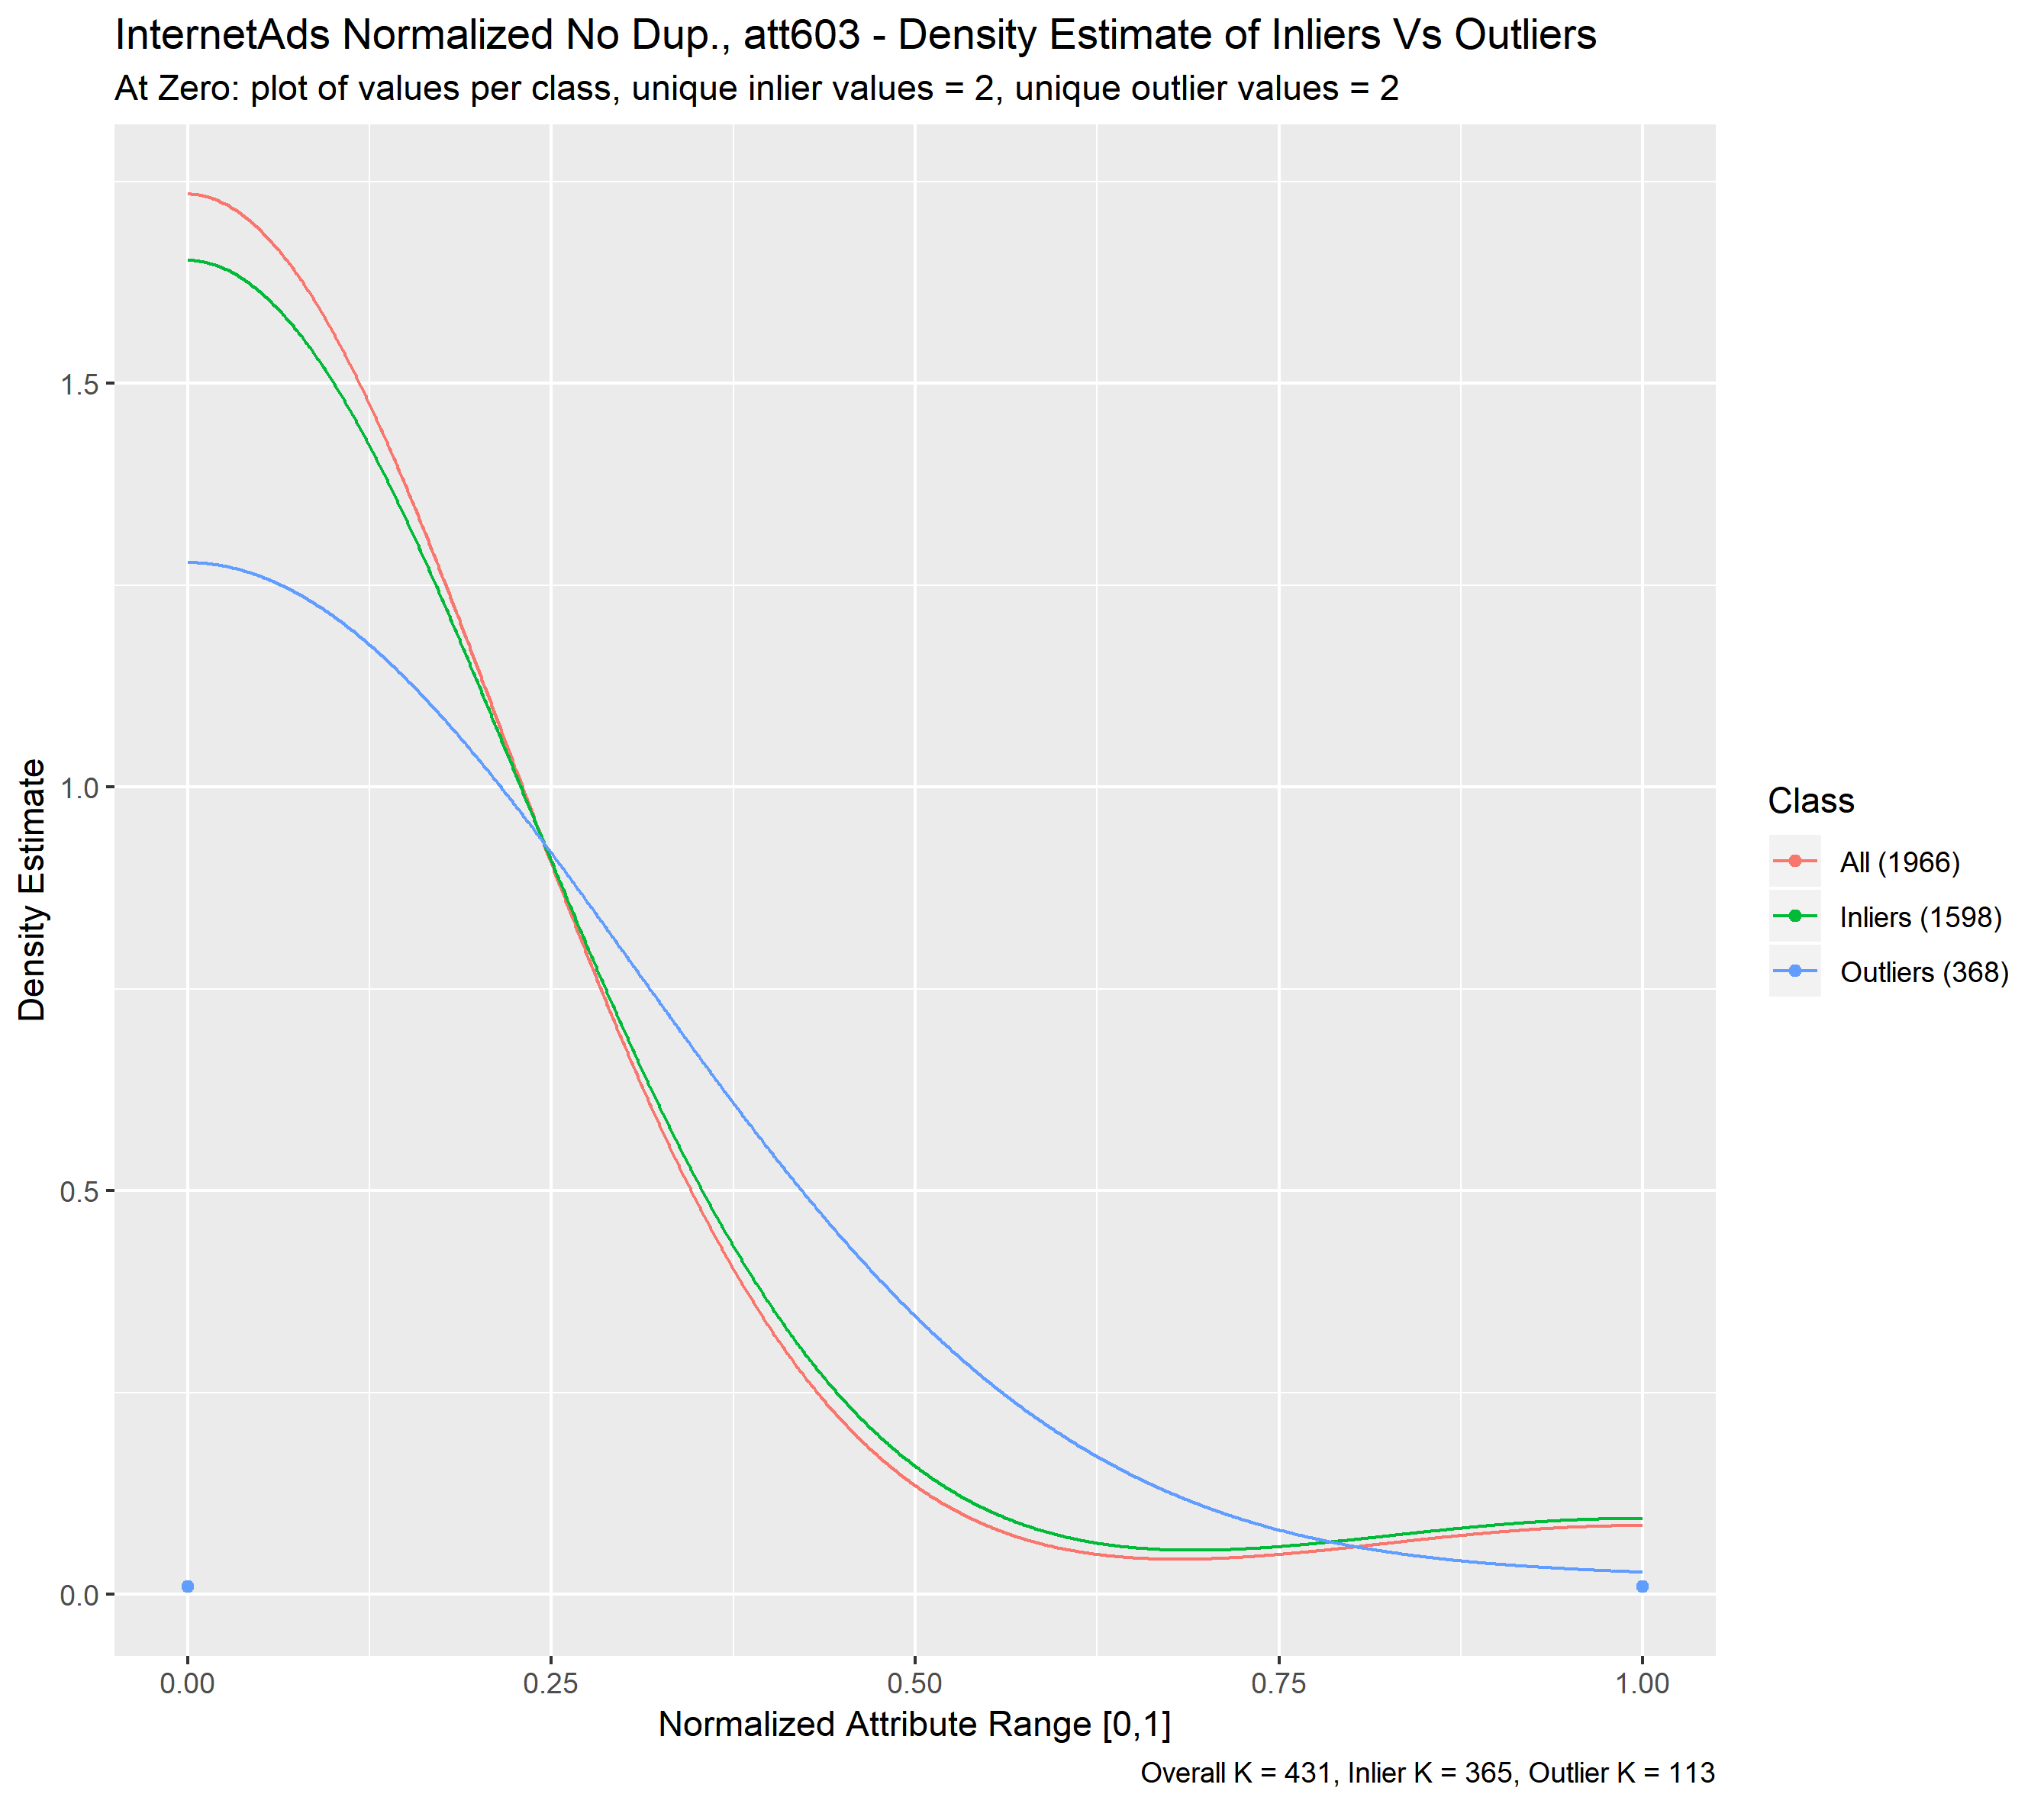 InternetAds Normalized No Dup., att603 - Density Estimate of Inliers Vs Outliers
At Zero: plot of values per class, unique inlier values = 2, unique outlier values = 2
Density Estimate
1.5
1.0
0.5
0.0
0.00
0.25
0.50
0.75
1.00
Normalized Attribute Range [0,1]
Overall K = 431, Inlier K = 365, Outlier K = 113
Class
All (1966)
Inliers (1598)
Outliers (368)